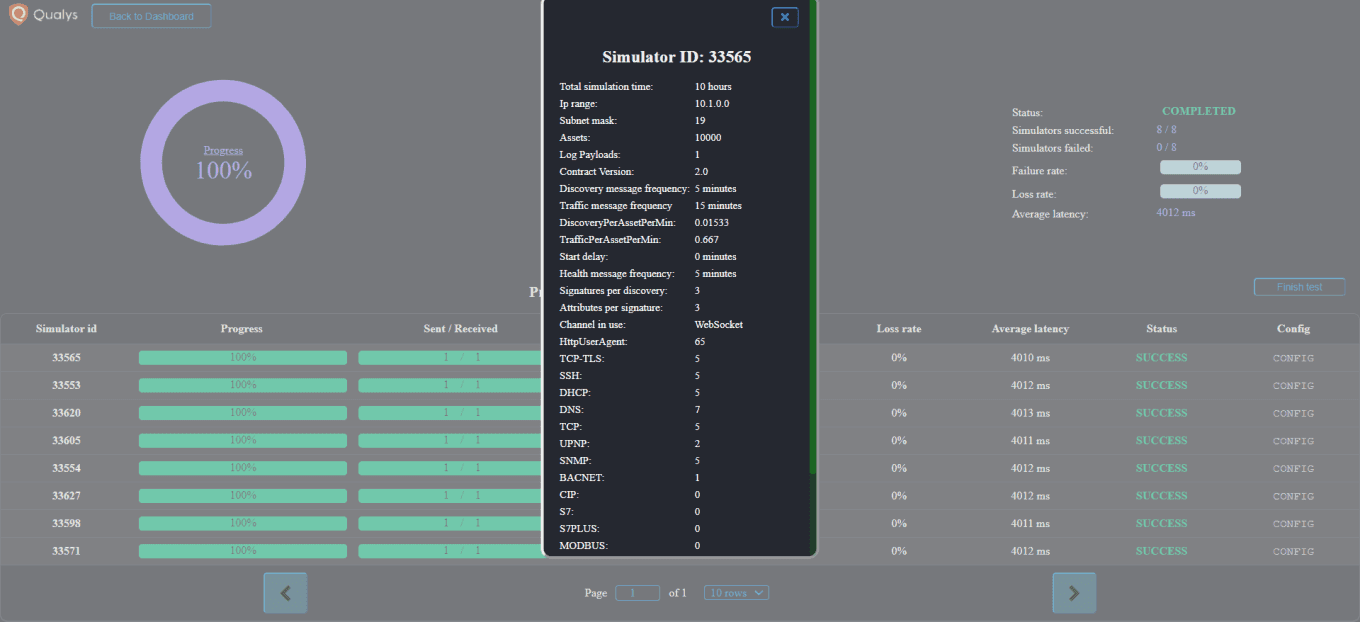 Qualys
Back to Dashboard
Progress
100%
Simulator ID: 33565
Total simulation time: 10 hours
Ip range: 10.1.0.0
Subnet mask: 19
Assets: 10000
Log Payloads: 1
Contract Version: 2.0
Discovery message frequency: 5 minutes
Traffic message frequency 15 minutes
DiscoveryPerAssetPerMin: 0.01533
TrafficPerAssetPerMin: 0.667
Start delay: 0 minutes
Health message frequency: 5 minutes
Signatures per discovery: 3
Attributes per signature: 3
Channel in use: WebSocket
HttpUserAgent: 65
TCP-TLS: 5
SSH: 5
DHCP: 5
DNS: 7
TCP: 5
UPNP: 2
SNMP: 5
BACNET: 1
CIP: 0
S7: 0
S7PLUS: 0
MODBUS: 0
Status: COMPLETED
Simulators successful: 8 / 8
Simulators failed: 0 / 8
Failure rate: 0%
Loss rate: 0%
Average latency: 4012 ms
Finish test
Simulator id Progress Sent / Received Loss rate Average latency Status Config
33565 100% 1 / 1 0% 4010 ms SUCCESS CONFIG
33553 100% 1 / 1 0% 4012 ms SUCCESS CONFIG
33620 100% 1 / 1 0% 4013 ms SUCCESS CONFIG
33605 100% 1 / 1 0% 4011 ms SUCCESS CONFIG
33554 100% 1 / 1 0% 4012 ms SUCCESS CONFIG
33627 100% 1 / 1 0% 4012 ms SUCCESS CONFIG
33598 100% 1 / 1 0% 4011 ms SUCCESS CONFIG
33571 100% 1 / 1 0% 4012 ms SUCCESS CONFIG
Page 1 of 1 10 rows